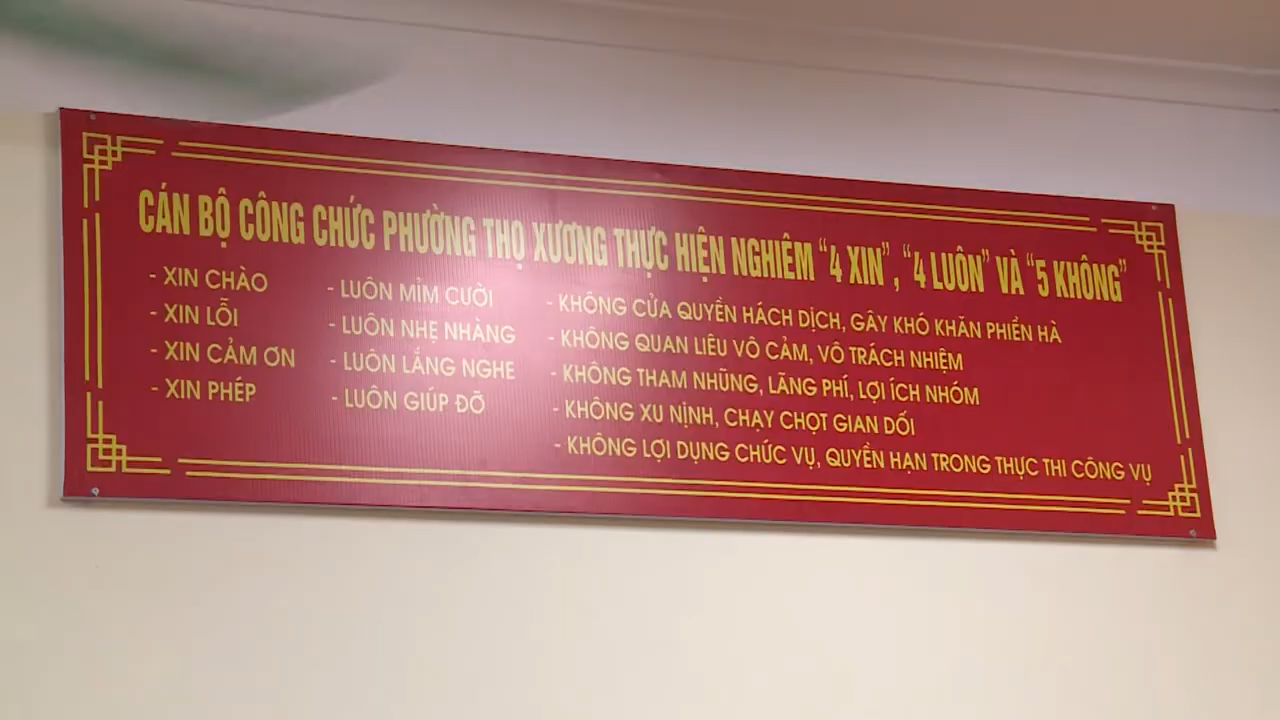 CÁN BỘ CÔNG CHỨC PHƯỜNG THỌ XƯƠNG THỰC HIỆN NGHIÊM "4 XIN", "4 LUÔN" VÀ "5 KHÔNG"
- XIN CHÀO
- XIN LỖI
- XIN CẢM ƠN
- XIN PHÉP
- LUÔN MỈM CƯỜI
- LUÔN NHẸ NHÀNG
- LUÔN LẮNG NGHE
- LUÔN GIÚP ĐỠ
- KHÔNG CỬA QUYỀN HÁCH DỊCH, GÂY KHÓ KHĂN PHIỀN HÀ
- KHÔNG QUAN LIÊU VÔ CẢM, VÔ TRÁCH NHIỆM
- KHÔNG THAM NHŨNG, LÃNG PHÍ, LỢI ÍCH NHÓM
- KHÔNG XU NỊNH, CHẠY CHỌT GIAN DỐI
- KHÔNG LỢI DỤNG CHỨC VỤ, QUYỀN HẠN TRONG THỰC THI CÔNG VỤ